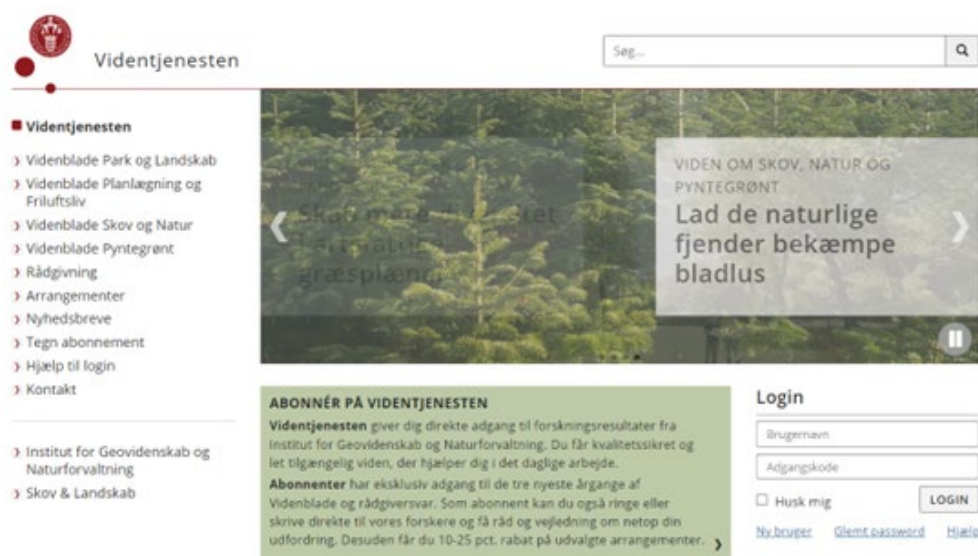 Videntjenesten
Søg...
Videntjenesten
Videnblade Park og Landskab
Videnblade Planlægning og
Friluftsliv
Videnblade Skov og Natur
Videnblade Pyntegrønt
Rådgivning
Arrangementer
Nyhedsbreve
Tegn abonnement
Hjælp til login
Kontakt
Institut for Geovidenskab og
Naturforvaltning
Skov & Landskab
VIDEN OM SKOV, NATUR OG
PYNTEGRØNT
Lad de naturlige
fjender bekæmpe
bladlus
ABONNÉR PÅ VIDENTJENESTEN
Videntjenesten giver dig direkte adgang til forskningsresultater fra
Institut for Geovidenskab og Naturforvaltning. Du får kvalitetssikret og
let tilgængelig viden, der hjælper dig i det daglige arbejde.
Abonnenter har eksklusiv adgang til de tre nyeste årgange af
Videnblade og rådgiversvar. Som abonnent kan du også ringe eller
skrive direkte til vores forskere og få råd og vejledning om netop din
udfordring. Desuden får du 10-25 pct. rabat på udvalgte arrangementer.
Login
Brugernavn
Adgangskode
Husk mig
LOGIN
Ny bruger Glemt password Hjælp